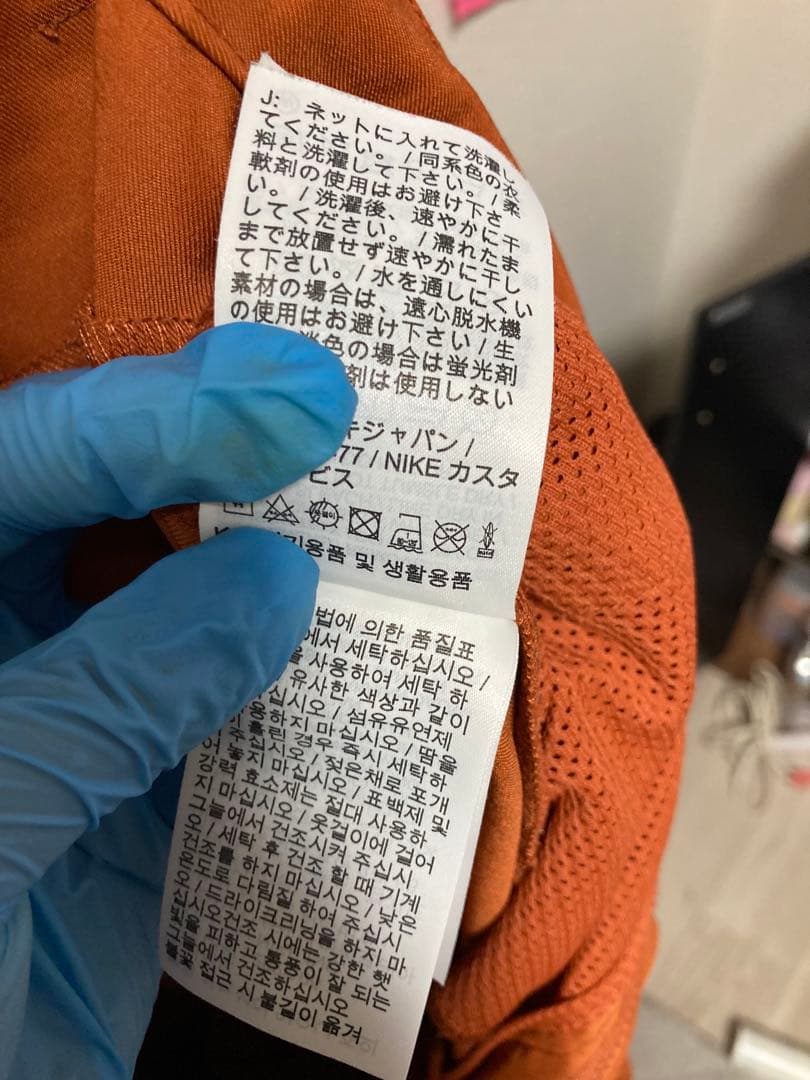 J: ネットに入れて洗濯し
てください。/同系色の衣
料と洗濯して下さい。/柔
軟剤の使用はお避け下さ
い。/洗濯後、速やかに干
してください。/濡れたま
まで放置せず速やかに干し
て下さい。/水を通しにくい
素材の場合は、遠心脱水機
の使用はお避け下さい/生
淡色の場合は蛍光剤
剤は使用しない
ジャパン/
77 / NIKE カスタ
ビス
용품 및 생활용품
법에 의한 품질표
에서 세탁하십시오/
을 사용하여 세탁 하
유사한 색상과 같이
십시오/섬유유연제
용하지 마십시오/땀을
흘린 경우 즉시 세탁하
여 주십시오/젖은채로 포개
어 놓지 마십시오/표백제 및
강력 효소제는 절대 사용하
지 마십시오/옷걸이에 걸어
그늘에서 건조시켜 주십시
오/세탁 후 건조 할 때 기계
건조를 하지 마십시오/낮은
온도로 다림질 하여 주십시
오/드라이크리닝을 하지 마
십시오건조 시에는 강한 햇
빛을 피하고 통풍이 잘 되는
그늘에서 건조하십시오
불꽃 접근 시 불길이 옮겨